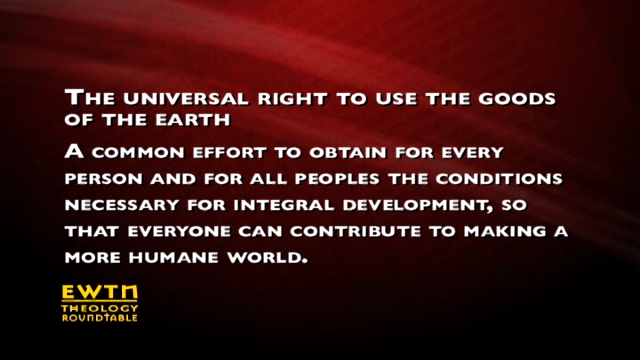 The universal right to use the goods
of the earth
A common effort to obtain for every
person and for all peoples the conditions
necessary for integral development, so
that everyone can contribute to making a
more humane world.
EWTN
THEOLOGY
ROUNDTABLE